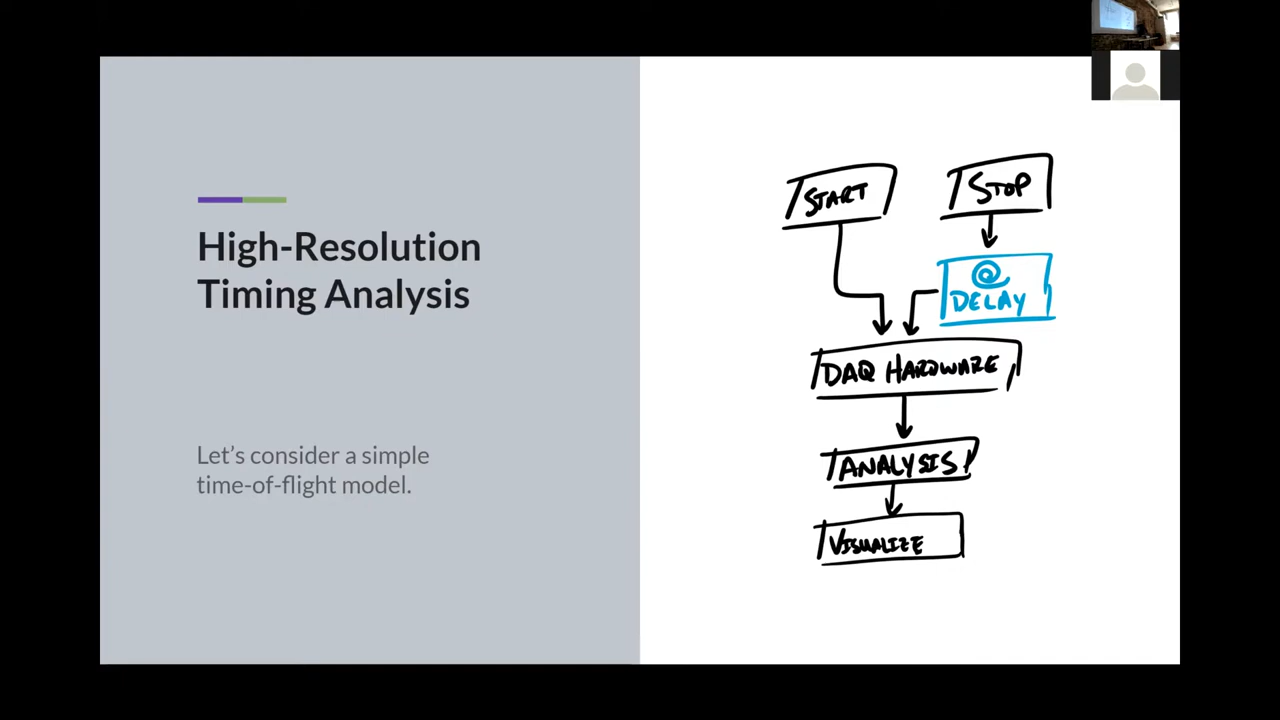 High-Resolution
Timing Analysis
Let's consider a simple
time-of-flight model.
START
STOP
DELAY
DAQ HARDWARE
ANALYSIS
VISUALIZE